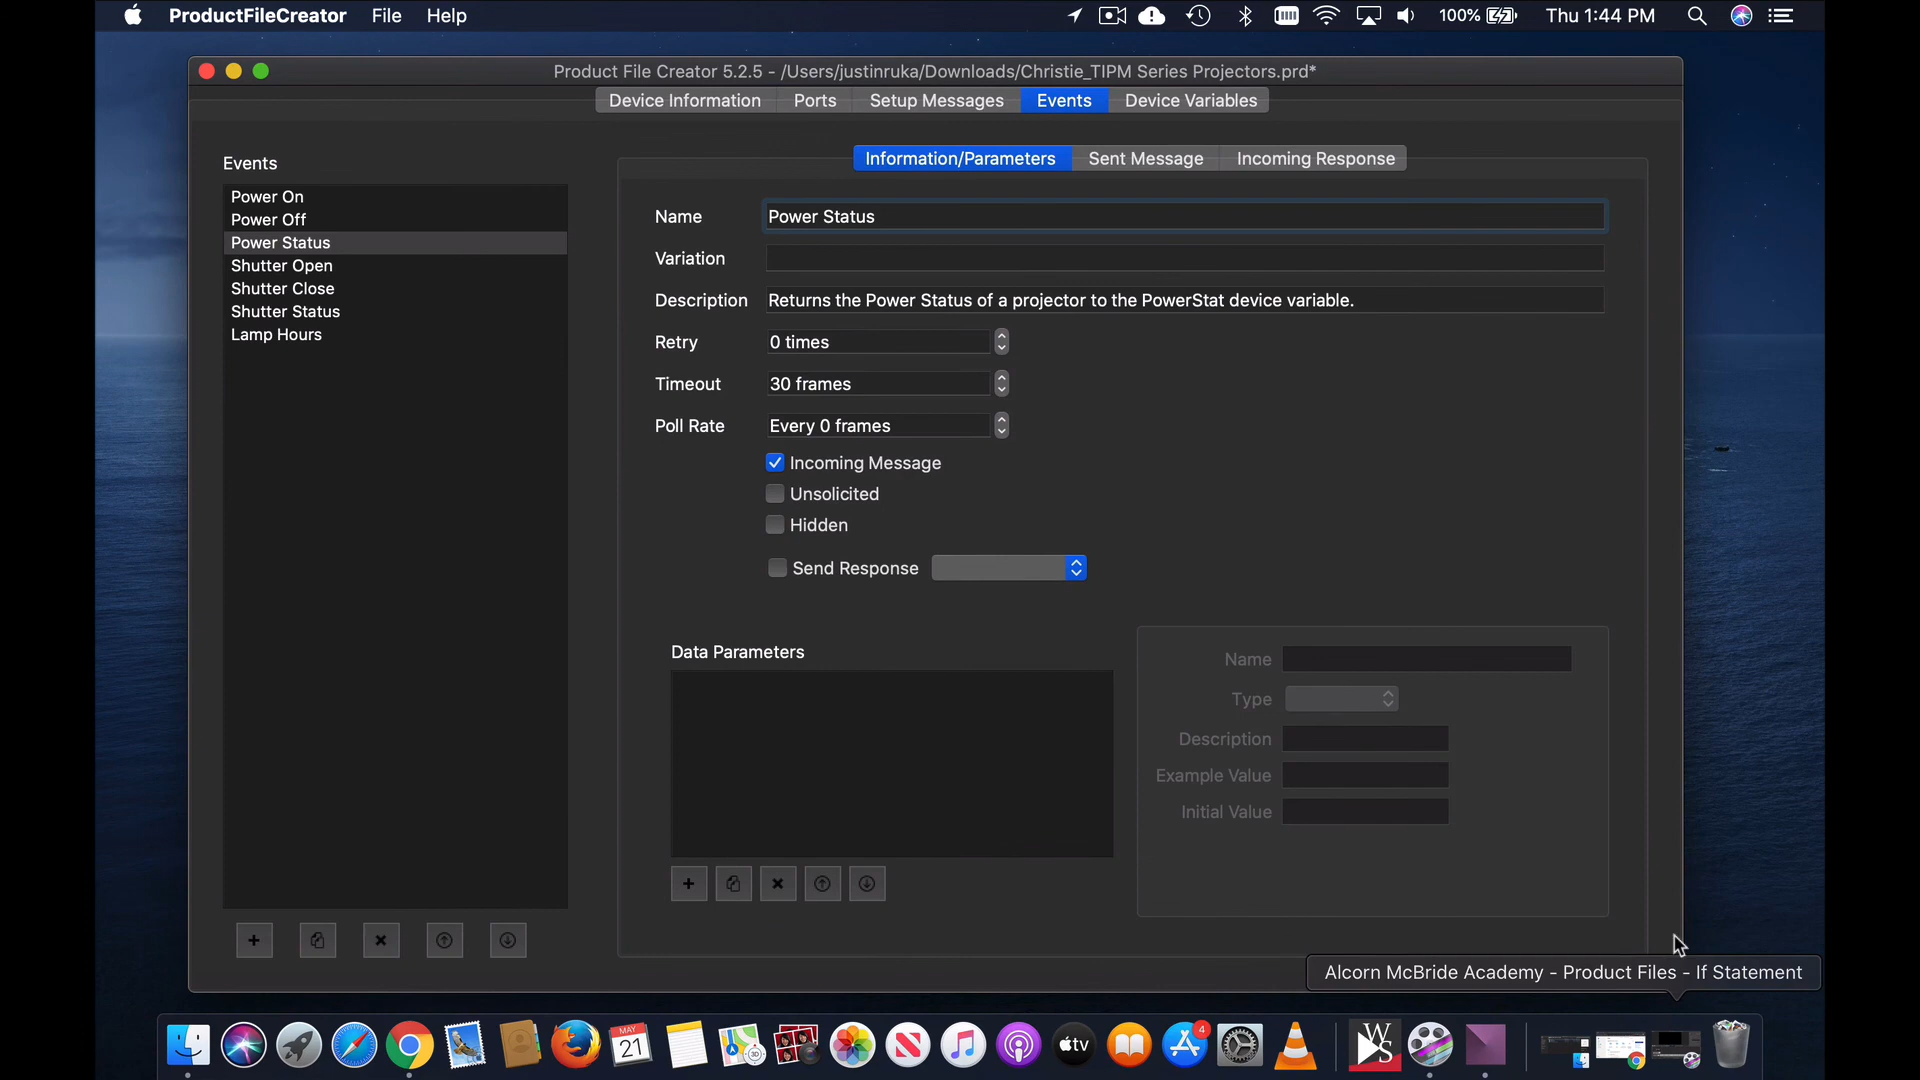 ProductFileCreator File Help
100% Thu 1:44 PM
Product File Creator 5.2.5 - /Users/justinruka/Downloads/Christie_TIPM Series Projectors.prd*
Device Information Ports Setup Messages Events Device Variables
Events
Power On
Power Off
Power Status
Shutter Open
Shutter Close
Shutter Status
Lamp Hours
Information/Parameters Sent Message Incoming Response
Name Power Status
Variation
Description Returns the Power Status of a projector to the PowerStat device variable.
Retry 0 times
Timeout 30 frames
Poll Rate Every 0 frames
Incoming Message
Unsolicited
Hidden
Send Response
Data Parameters
Name
Type
Description
Example Value
Initial Value
Alcorn McBride Academy - Product Files - If Statement
MAY
21
tv
4
WS